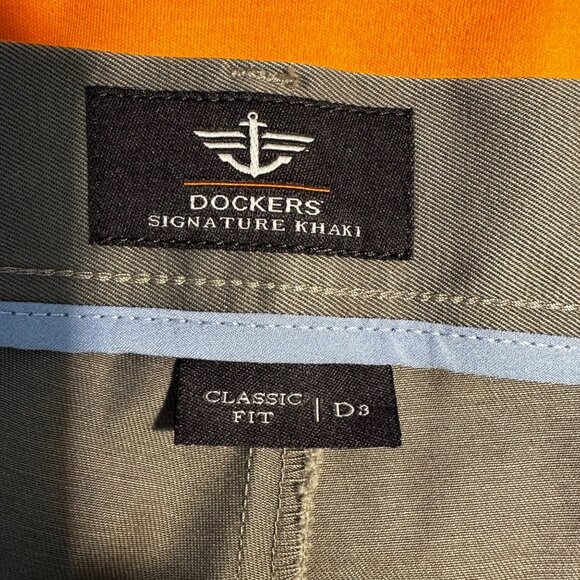 DOCKERS
SIGNATURE KHAKI
CLASSIC
FIT | D3